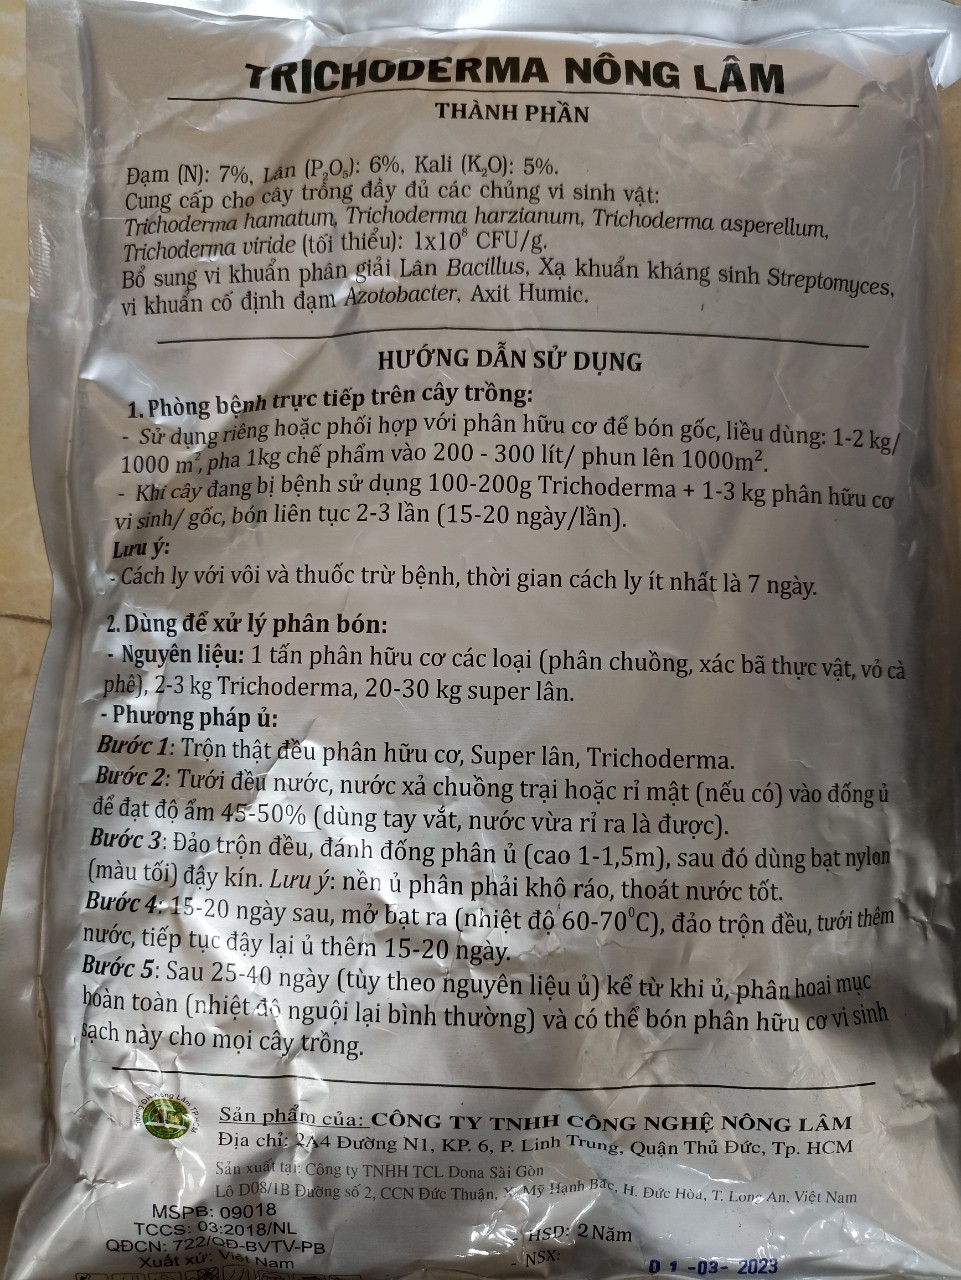 TRICHODERMA NÔNG LÂM
THÀNH PHẦN
Đạm (N): 7%, Lân (P₂O₅): 6%, Kali (K₂O): 5%.
Cung cấp cho cây trồng đầy đủ các chủng vi sinh vật:
Trichoderma hamatum, Trichoderma harzianum, Trichoderma asperellum,
Trichoderma viride (tối thiểu): 1x10⁸ CFU/g.
Bổ sung vi khuẩn phân giải Lân Bacillus, Xạ khuẩn kháng sinh Streptomyces,
vi khuẩn cố định đạm Azotobacter, Axit Humic.
HƯỚNG DẪN SỬ DỤNG
1. Phòng bệnh trực tiếp trên cây trồng:
- Sử dụng riêng hoặc phối hợp với phân hữu cơ để bón gốc, liều dùng: 1-2 kg/
1000 m², pha 1kg chế phẩm vào 200 - 300 lít/ phun lên 1000m².
- Khi cây đang bị bệnh sử dụng 100-200g Trichoderma + 1-3 kg phân hữu cơ
vi sinh/ gốc, bón liên tục 2-3 lần (15-20 ngày/lần).
Lưu ý:
- Cách ly với vôi và thuốc trừ bệnh, thời gian cách ly ít nhất là 7 ngày.
2. Dùng để xử lý phân bón:
- Nguyên liệu: 1 tấn phân hữu cơ các loại (phân chuồng, xác bã thực vật, vỏ cà
phê), 2-3 kg Trichoderma, 20-30 kg super lân.
- Phương pháp ủ:
Bước 1: Trộn thật đều phân hữu cơ, Super lân, Trichoderma.
Bước 2: Tưới đều nước, nước xả chuồng trại hoặc rỉ mật (nếu có) vào đống ủ
để đạt độ ẩm 45-50% (dùng tay vắt, nước vừa rỉ ra là được).
Bước 3: Đảo trộn đều, đánh đống phân ủ (cao 1-1,5m), sau đó dùng bạt nylon
(màu tối) đậy kín. Lưu ý: nền ủ phân phải khô ráo, thoát nước tốt.
Bước 4: 15-20 ngày sau, mở bạt ra (nhiệt độ 60-70⁰C), đảo trộn đều, tưới thêm
nước, tiếp tục đậy lại ủ thêm 15-20 ngày.
Bước 5: Sau 25-40 ngày (tùy theo nguyên liệu ủ) kể từ khi ủ, phân hoai mục
hoàn toàn (nhiệt độ nguội lại bình thường) và có thể bón phân hữu cơ vi sinh
sạch này cho mọi cây trồng.
Sản phẩm của: CÔNG TY TNHH CÔNG NGHỆ NÔNG LÂM
Địa chỉ: 2A4 Đường N1, KP. 6, P. Linh Trung, Quận Thủ Đức, Tp. HCM
Sản xuất tại: Công ty TNHH TCL Dona Sài Gòn
Lô D08/1B Đường số 2, CCN Đức Thuận, X. Mỹ Hạnh Bắc, H. Đức Hòa, T. Long An, Việt Nam
MSPB: 09018
TCCS: 03:2018/NL
QĐCN: 722/QĐ-BVTV-PB
Xuất xứ: Việt Nam
- HSD: 2 Năm
- NSX: 01-03-2023